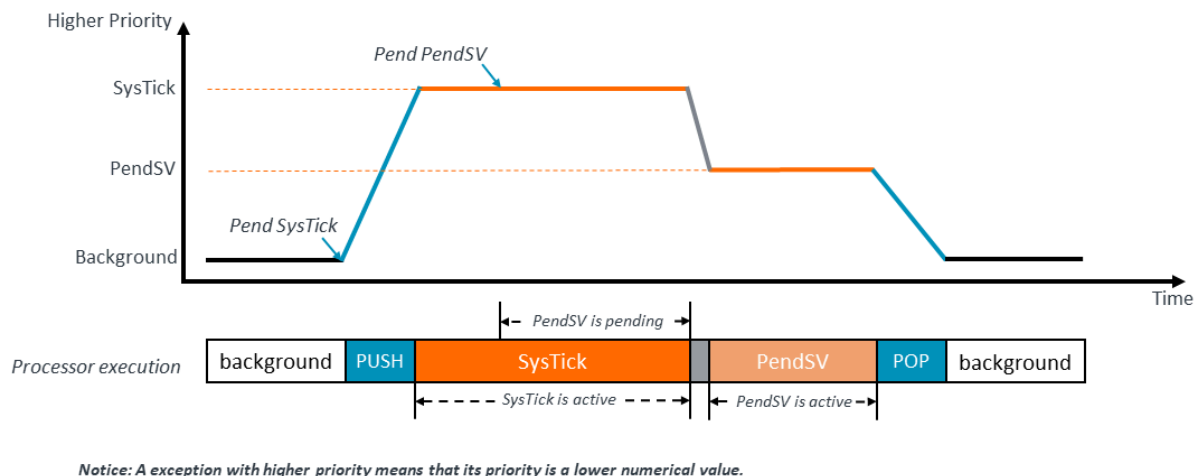 Higher Priority
Pend PendSV
SysTick
PendSV
Pend SysTick
Background
Time
PendSV is pending
Processor execution
background PUSH SysTick PendSV POP background
SysTick is active PendSV is active
Notice: A exception with higher priority means that its priority is a lower numerical value.